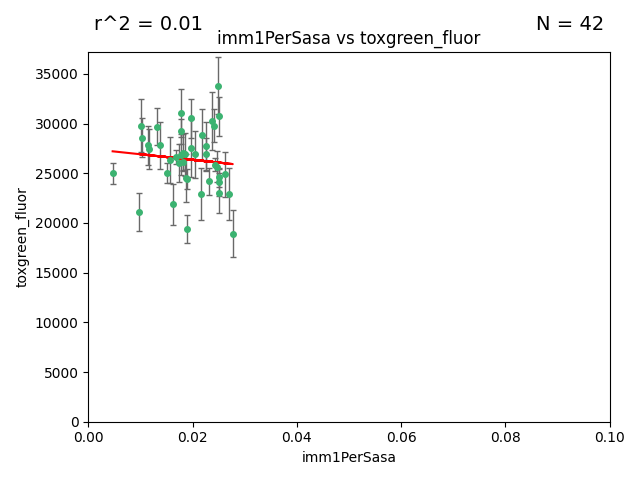 r^2 = 0.01
N = 42
imm1PerSasa vs toxgreen_fluor
toxgreen_fluor
35000
30000
25000
20000
15000
10000
5000
0
0.00 0.02 0.04 0.06 0.08 0.10
imm1PerSasa